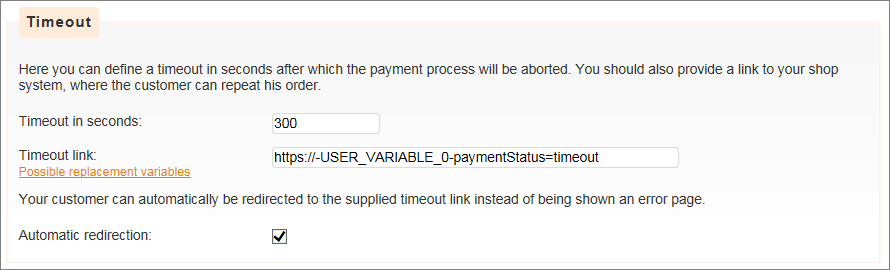 Timeout
Here you can define a timeout in seconds after which the payment process will be aborted. You should also provide a link to your shop
system, where the customer can repeat his order.
Timeout in seconds: 300
Timeout link: https://-USER_VARIABLE_0-paymentStatus=timeout
Possible replacement variables
Your customer can automatically be redirected to the supplied timeout link instead of being shown an error page.
Automatic redirection: